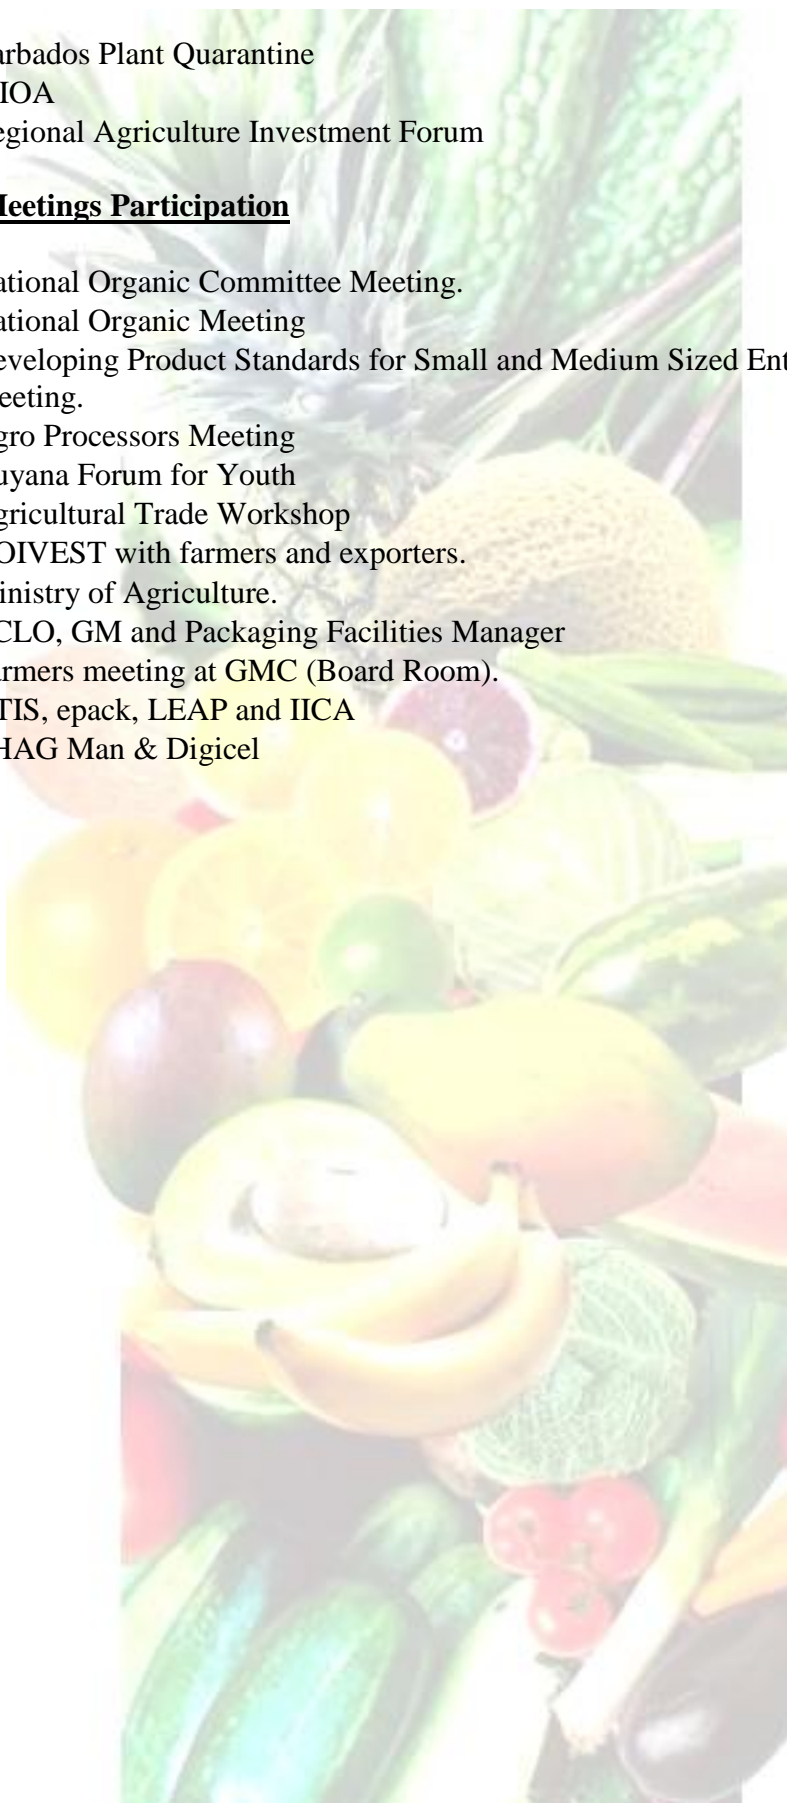 arbados Plant Quarantine
IOA
egional Agriculture Investment Forum
Meetings Participation
ational Organic Committee Meeting.
ational Organic Meeting
eveloping Product Standards for Small and Medium Sized Ent
eeting.
gro Processors Meeting
uyana Forum for Youth
gricultural Trade Workshop
OIVEST with farmers and exporters.
inistry of Agriculture.
CLO, GM and Packaging Facilities Manager
armers meeting at GMC (Board Room).
TIS, epack, LEAP and IICA
HAG Man & Digicel